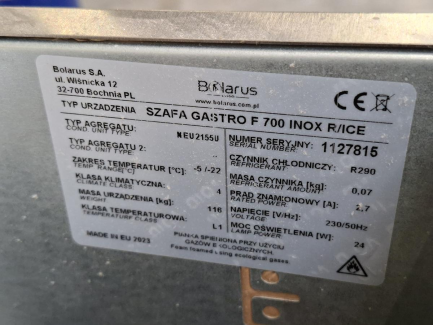 Bolarus S.A.
ul. Wiśnicka 12
32-700 Bochnia PL
Bolarus
www.bolarus.com.pl
CE
TYP URZĄDZENIA SZAFA GASTRO F 700 INOX R/ICE
TYP AGREGATU: NEU2155U
COND. UNIT TYPE
TYP AGREGATU 2: --
COND. UNIT TYPE
ZAKRES TEMPERATUR [°C]: -5 /-22
TEMP. RANGE[°C]
KLASA KLIMATYCZNA: 4
CLIMATE CLASS
MASA URZĄDZENIA [kg]: 116
WEIGHT
KLASA TEMPERATUROWA: L1
TEMPERATURY CLASS
MADE IN EU 2023
NUMER SERYJNY: 1127815
SERIAL NUMBER:
CZYNNIK CHŁODNICZY: R290
REFRIGERANT:
MASA CZYNNIKA [kg]: 0,07
REFRIGERANT AMOUNT
PRĄD ZNAMIONOWY [A]: 2.7
RATED POWER
NAPIĘCIE [V/Hz]: 230/50Hz
VOLTAGE
MOC OŚWIETLENIA [W]: 24
LAMP POWER
PIANKA SPIENIONA PRZY UŻYCIU
GAZÓW EKOLOGICZNYCH.
Foam foamed using ecological gases.